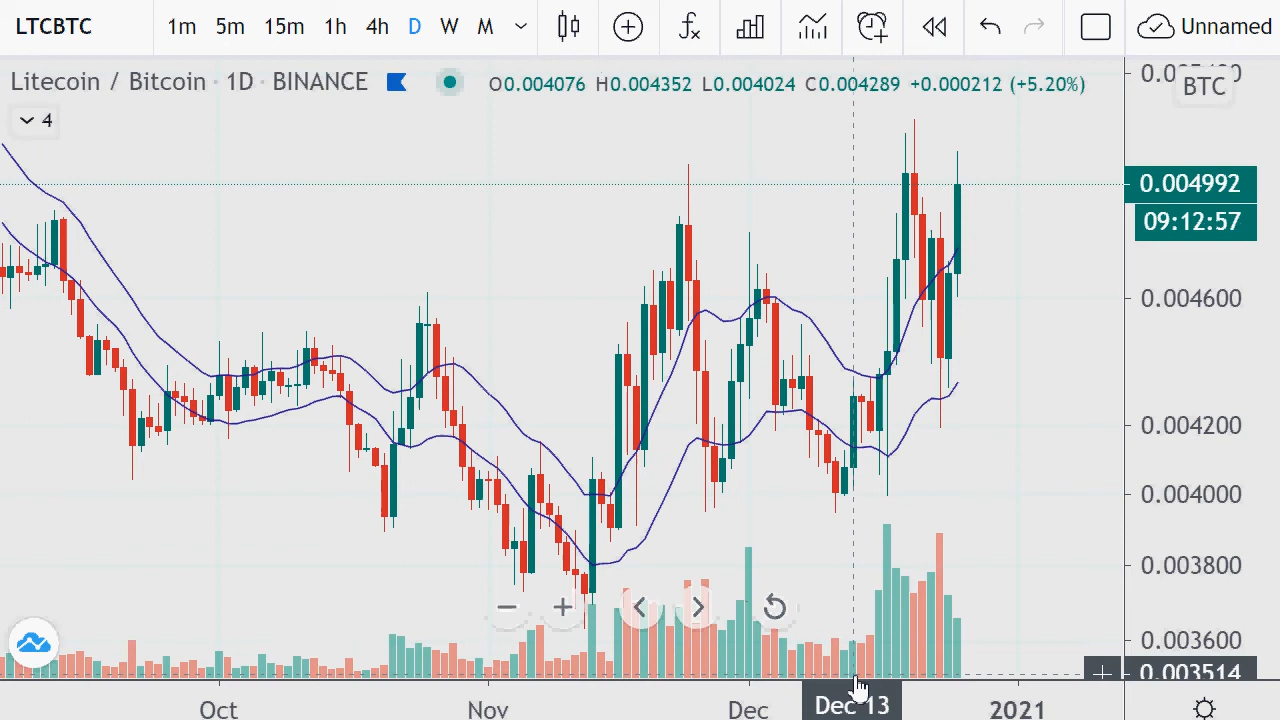 LTCBTC 1m 5m 15m 1h 4h D W M fx Unnamed
Litecoin / Bitcoin · 1D · BINANCE O0.004076 H0.004352 L0.004024 C0.004289 +0.000212 (+5.20%)
BTC
4
0.004992
09:12:57
0.004600
0.004200
0.004000
0.003800
0.003600
0.003514
Oct Nov Dec Dec 13 2021